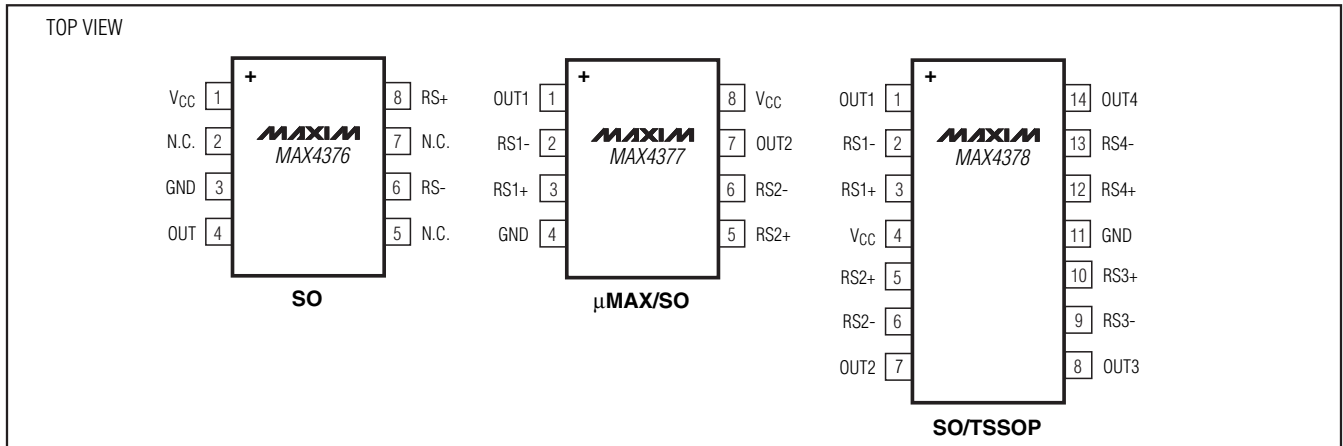 TOP VIEW
+
MAXIM
MAX4376
VCC 1
N.C. 2
GND 3
OUT 4
8 RS+
7 N.C.
6 RS-
5 N.C.
SO
+
MAXIM
MAX4377
OUT1 1
RS1- 2
RS1+ 3
GND 4
8 VCC
7 OUT2
6 RS2-
5 RS2+
μMAX/SO
+
MAXIM
MAX4378
OUT1 1
RS1- 2
RS1+ 3
VCC 4
RS2+ 5
RS2- 6
OUT2 7
14 OUT4
13 RS4-
12 RS4+
11 GND
10 RS3+
9 RS3-
8 OUT3
SO/TSSOP